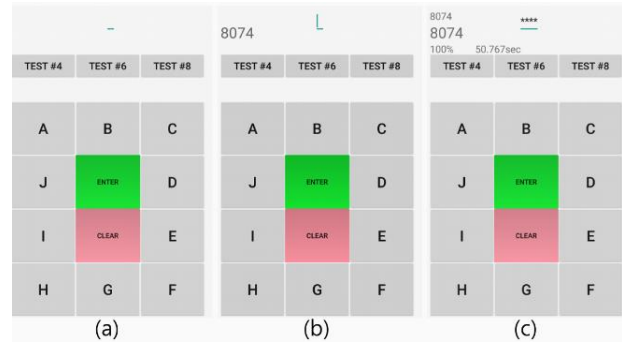 TEST #4 TEST #6 TEST #8
A B C
J ENTER D
I CLEAR E
H G F
(a)
8074
TEST #4 TEST #6 TEST #8
A B C
J ENTER D
I CLEAR E
H G F
(b)
8074
8074 ****
100% 50.767sec
TEST #4 TEST #6 TEST #8
A B C
J ENTER D
I CLEAR E
H G F
(c)